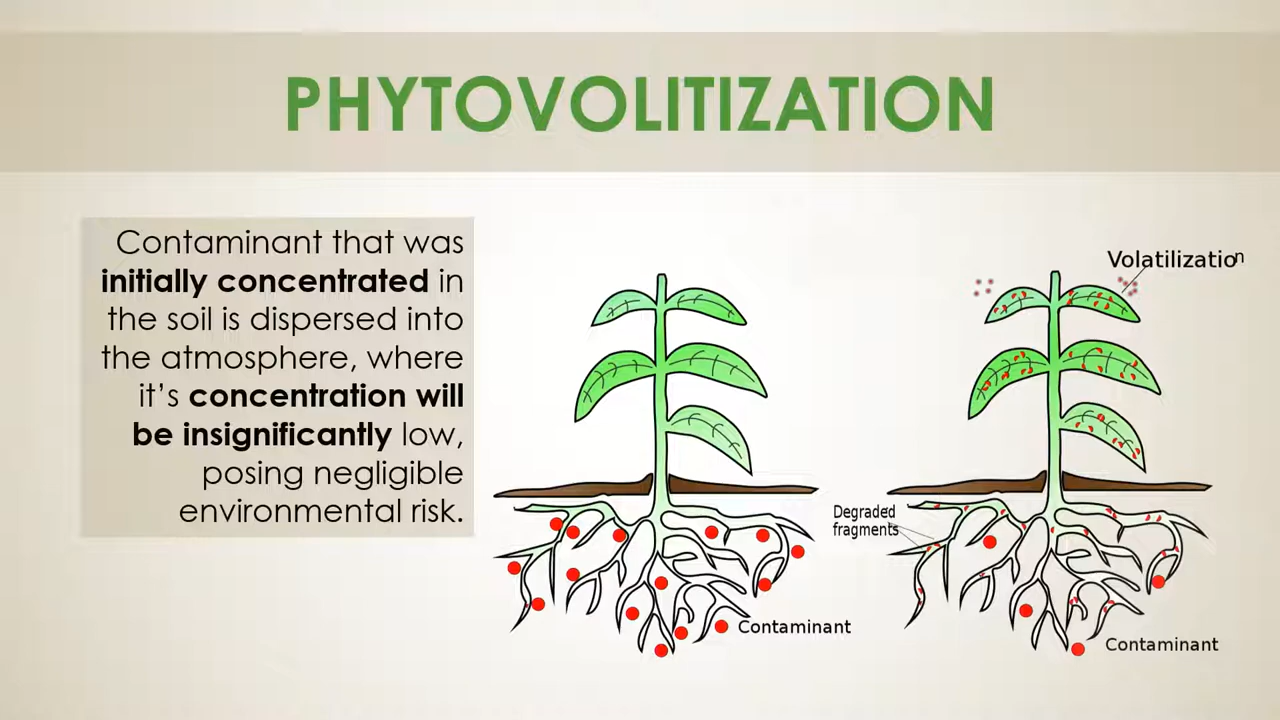 PHYTOVOLITIZATION
Contaminant that was
initially concentrated in
the soil is dispersed into
the atmosphere, where
it's concentration will
be insignificantly low,
posing negligible
environmental risk.
Volatilization
Degraded
fragments
Contaminant
Contaminant